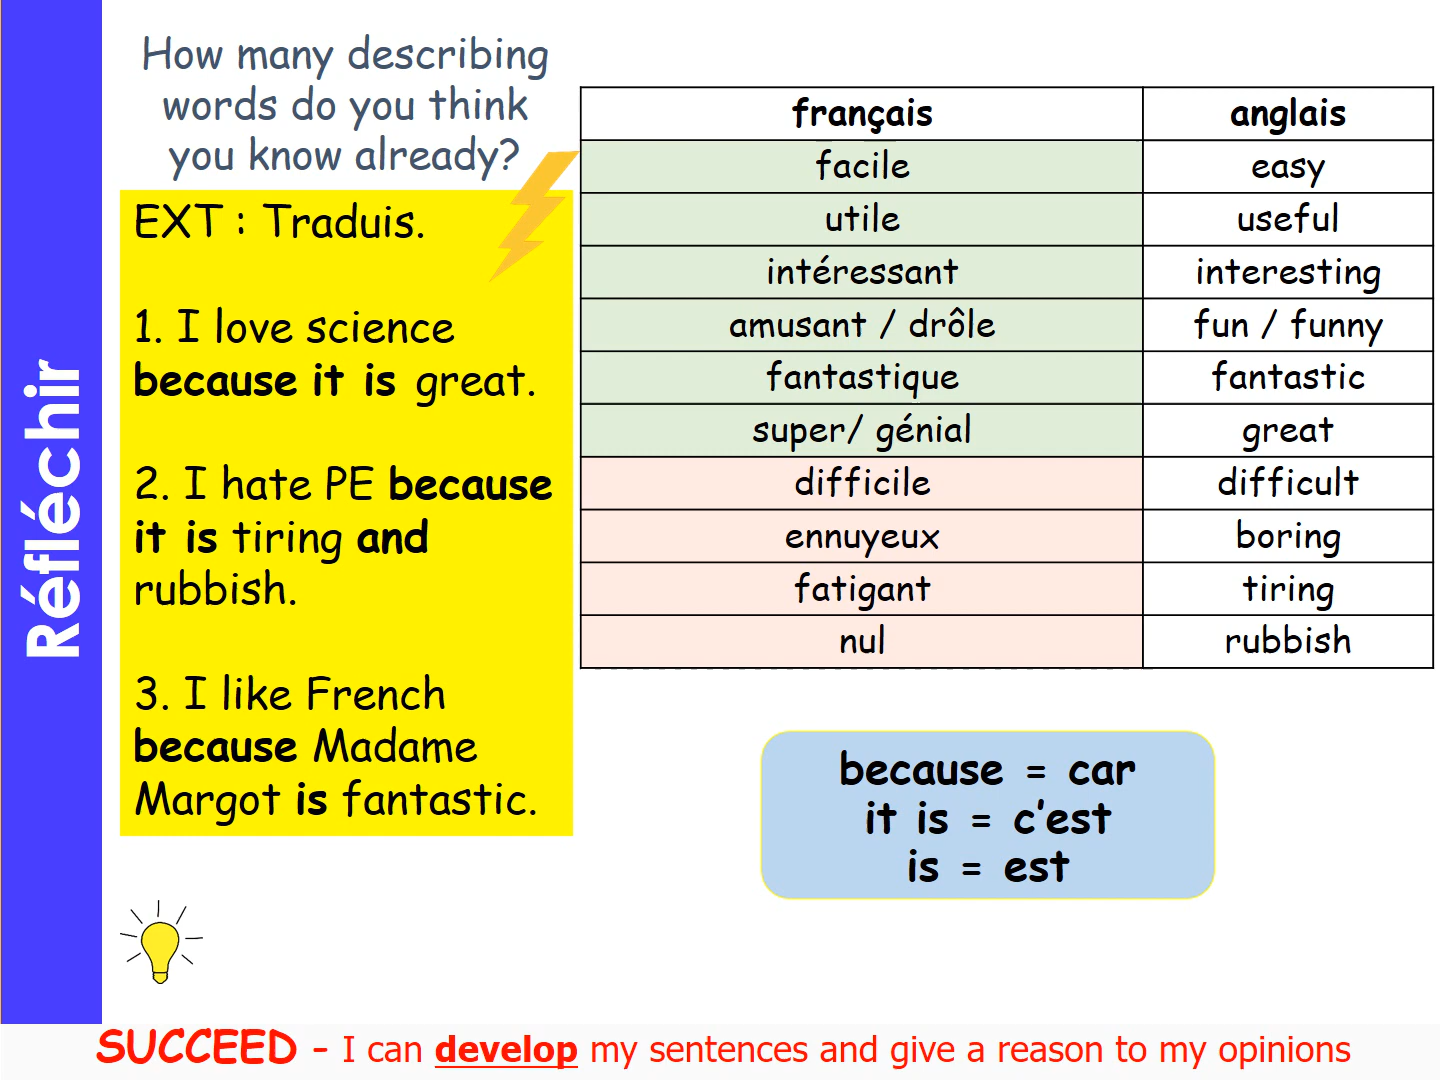 Réfléchir
How many describing
words do you think
you know already?
EXT : Traduis.
1. I love science
because it is great.
2. I hate PE because
it is tiring and
rubbish.
3. I like French
because Madame
Margot is fantastic.
français anglais
facile easy
utile useful
intéressant interesting
amusant / drôle fun / funny
fantastique fantastic
super/ génial great
difficile difficult
ennuyeux boring
fatigant tiring
nul rubbish
because = car
it is = c’est
is = est
SUCCEED - I can develop my sentences and give a reason to my opinions